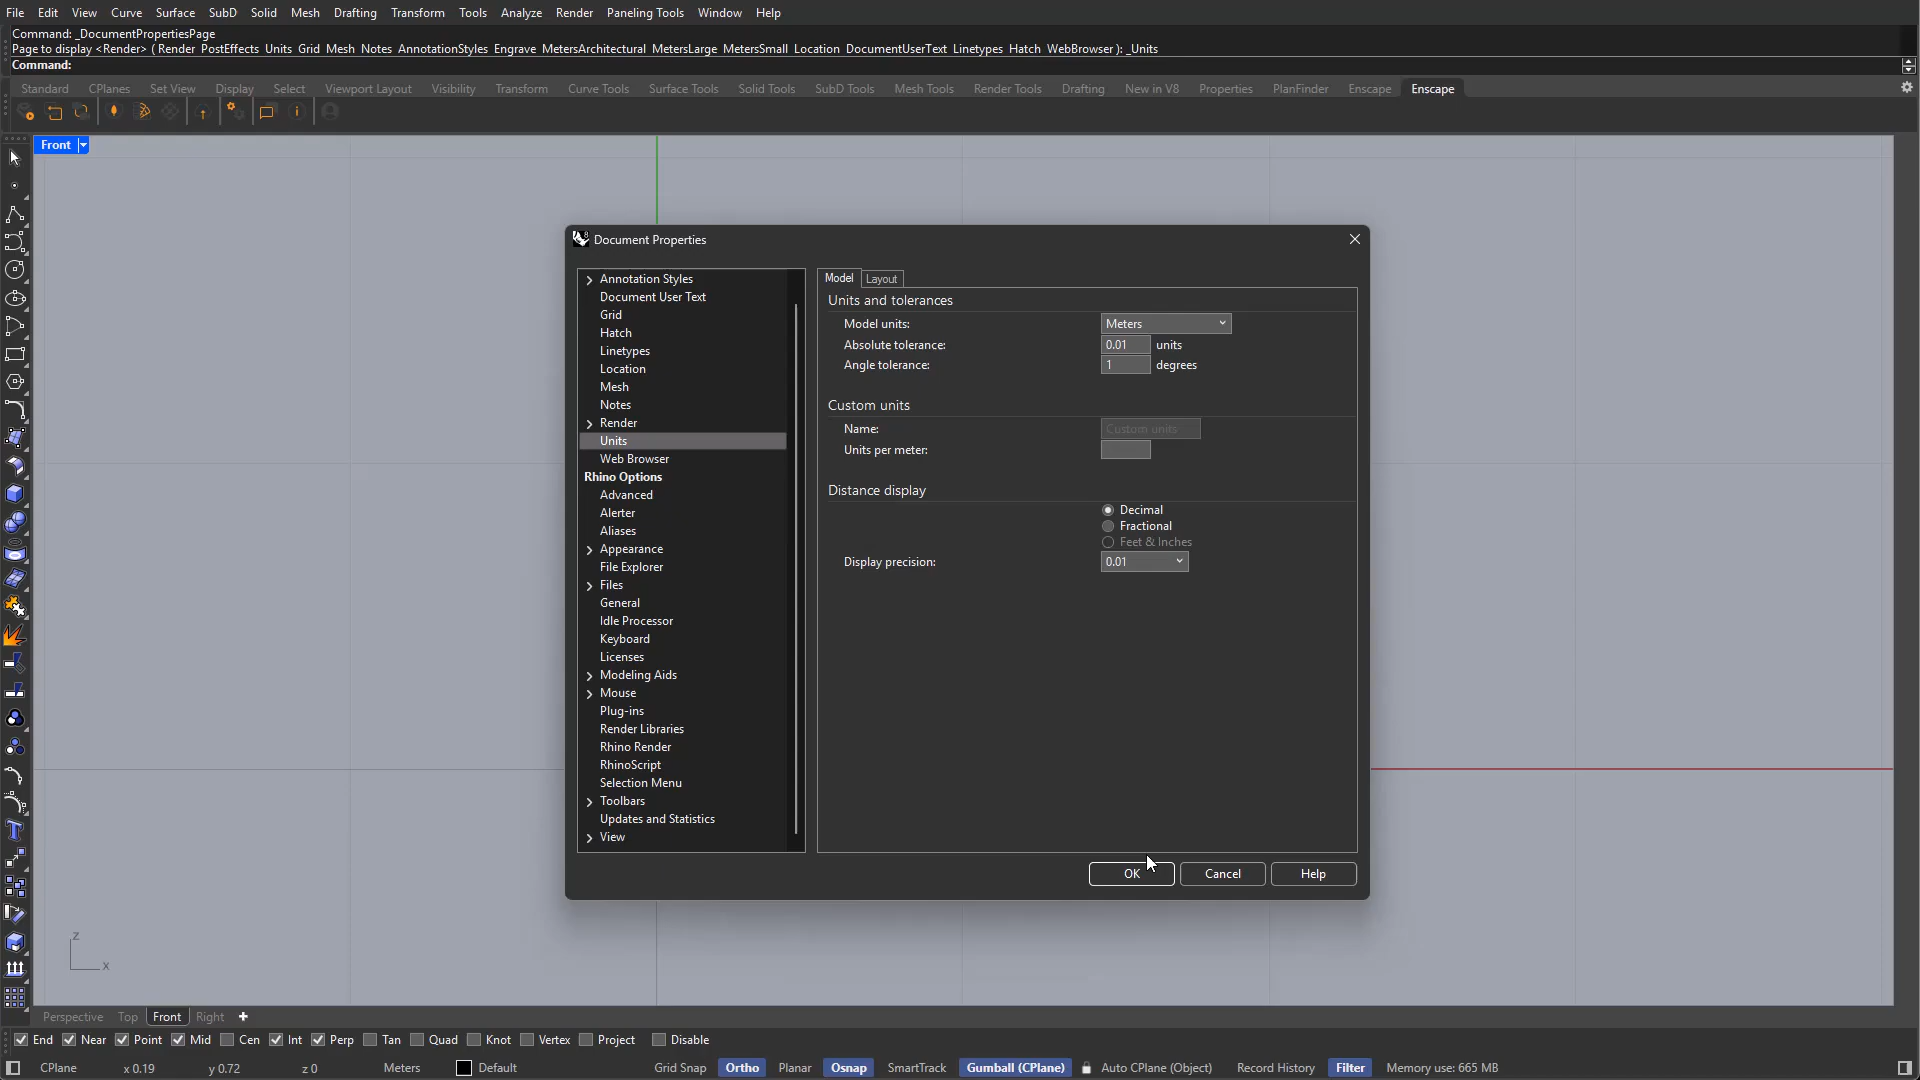 File Edit View Curve Surface SubD Solid Mesh Drafting Transform Tools Analyze Render Paneling Tools Window Help
Command: _DocumentPropertiesPage
Page to display <Render> ( Render PostEffects Units Grid Mesh Notes AnnotationStyles Engrave MetersArchitectural MetersLarge MetersSmall Location DocumentUserText Linetypes Hatch WebBrowser ): _Units
Command:
Standard CPlanes Set View Display Select Viewport Layout Visibility Transform Curve Tools Surface Tools Solid Tools SubD Tools Mesh Tools Render Tools Drafting New in V8 Properties PlanFinder Enscape Enscape
Front
Document Properties
Annotation Styles
Document User Text
Grid
Hatch
Linetypes
Location
Mesh
Notes
Render
Units
Web Browser
Rhino Options
Advanced
Alerter
Aliases
Appearance
File Explorer
Files
General
Idle Processor
Keyboard
Licenses
Modeling Aids
Mouse
Plug-ins
Render Libraries
Rhino Render
RhinoScript
Selection Menu
Toolbars
Updates and Statistics
View
Model Layout
Units and tolerances
Model units: Meters
Absolute tolerance: 0.01 units
Angle tolerance: 1 degrees
Custom units
Name: Custom units
Units per meter:
Distance display
Decimal
Fractional
Feet & Inches
Display precision: 0.01
OK Cancel Help
z
x
Perspective Top Front Right
End Near Point Mid Cen Int Perp Tan Quad Knot Vertex Project Disable
CPlane x 0.19 y 0.72 z 0 Meters Default Grid Snap Ortho Planar Osnap SmartTrack Gumball (CPlane) Auto CPlane (Object) Record History Filter Memory use: 665 MB